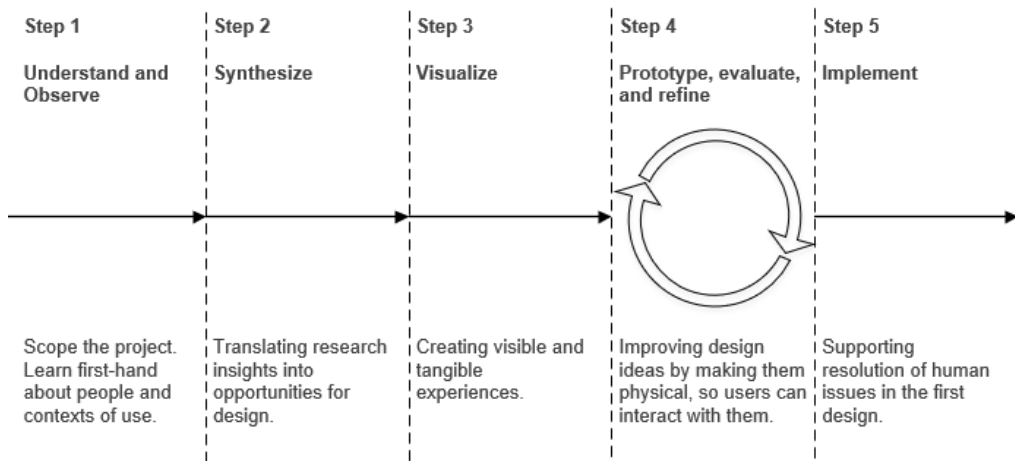 Step 1
Understand and
Observe
Scope the project.
Learn first-hand
about people and
contexts of use.
Step 2
Synthesize
Translating research
insights into
opportunities for
design.
Step 3
Visualize
Creating visible and
tangible
experiences.
Step 4
Prototype, evaluate,
and refine
Improving design
ideas by making them
physical, so users can
interact with them.
Step 5
Implement
Supporting
resolution of human
issues in the first
design.